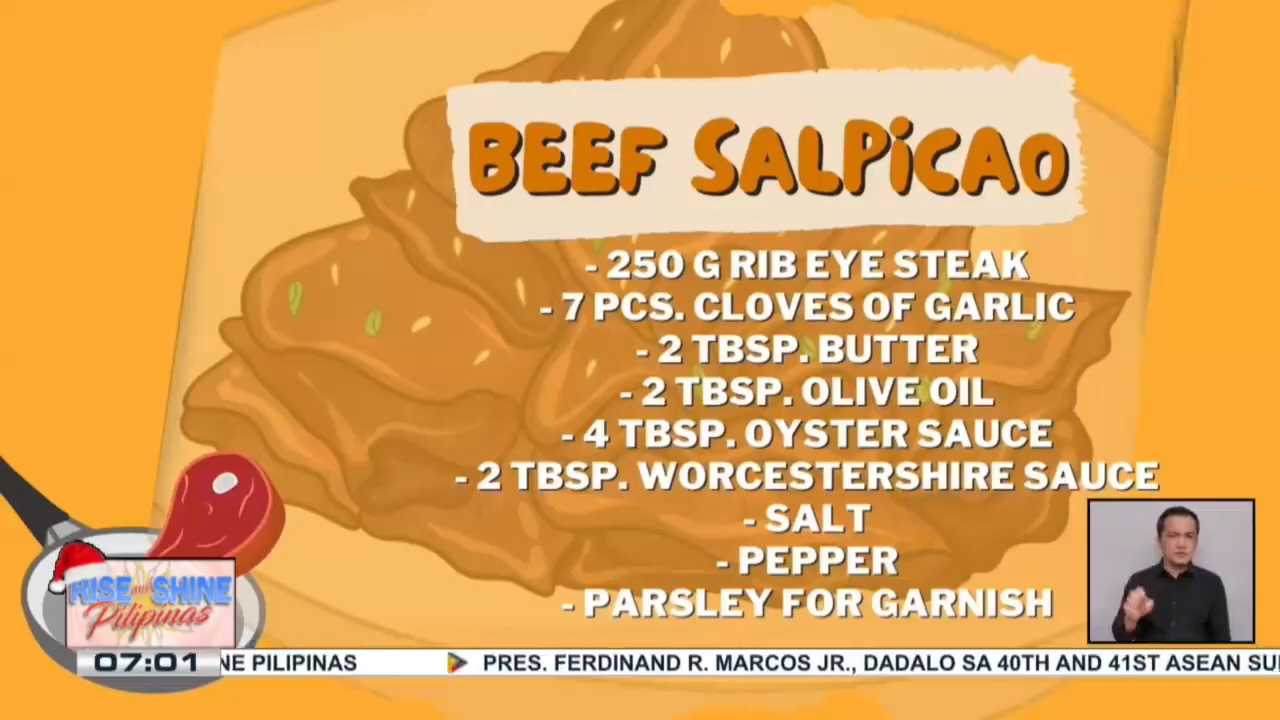 BEEF SALPiCAO
- 250 G RIB EYE STEAK
- 7 PCS. CLOVES OF GARLIC
- 2 TBSP. BUTTER
- 2 TBSP. OLIVE OIL
- 4 TBSP. OYSTER SAUCE
- 2 TBSP. WORCESTERSHIRE SAUCE
- SALT
- PEPPER
- PARSLEY FOR GARNISH
RISE and SHINE
Pilipinas
07:01
NE PILIPINAS PRES. FERDINAND R. MARCOS JR., DADALO SA 40TH AND 41ST ASEAN SU